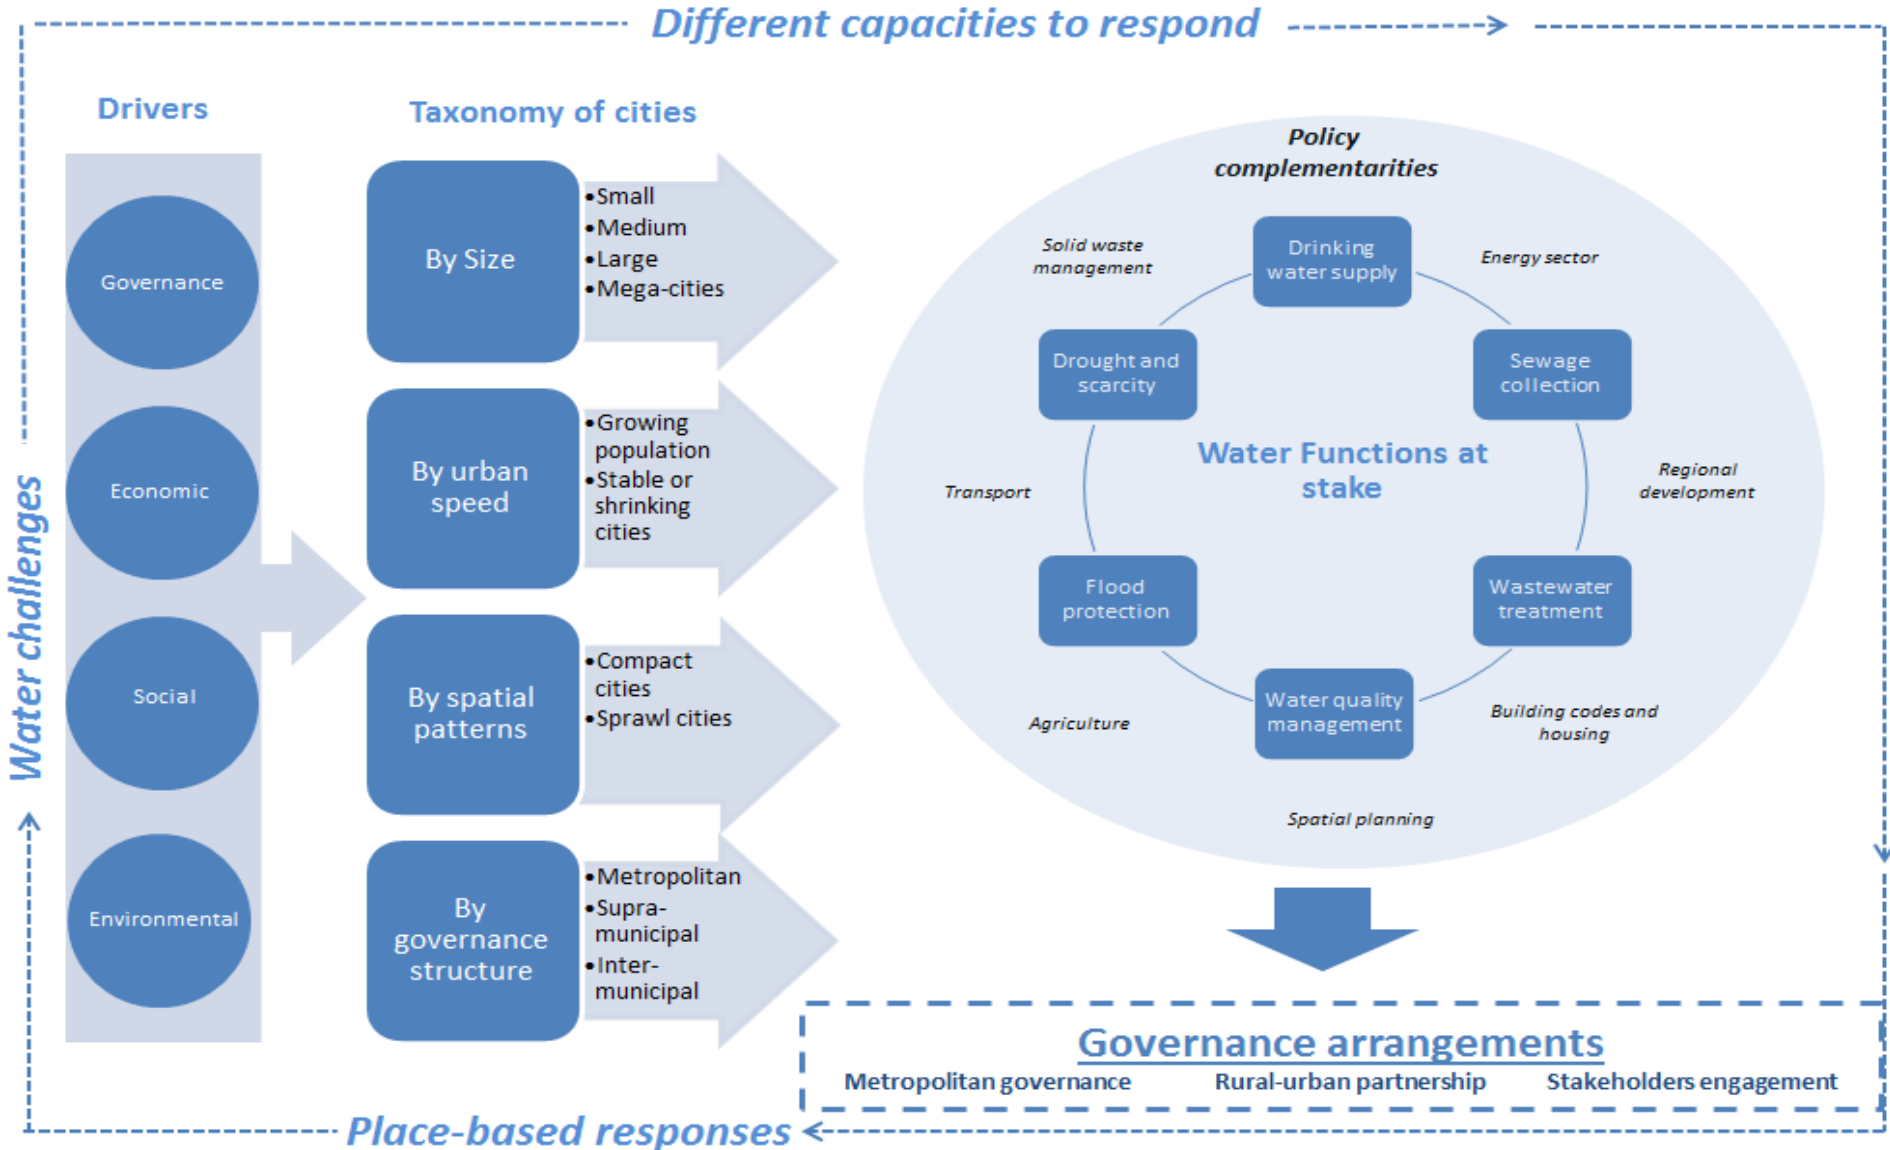 Different capacities to respond
Drivers
Taxonomy of cities
Water challenges
Governance
Economic
Social
Environmental
By Size
•Small
•Medium
•Large
•Mega-cities
By urban
speed
•Growing
population
•Stable or
shrinking
cities
By spatial
patterns
•Compact
cities
•Sprawl cities
By
governance
structure
•Metropolitan
•Supra-
municipal
•Inter-
municipal
Policy
complementarities
Solid waste
management
Drinking
water supply
Energy sector
Drought and
scarcity
Sewage
collection
Water Functions at
stake
Transport
Regional
development
Flood
protection
Wastewater
treatment
Agriculture
Water quality
management
Building codes and
housing
Spatial planning
Governance arrangements
Metropolitan governance
Rural-urban partnership
Stakeholders engagement
Place-based responses